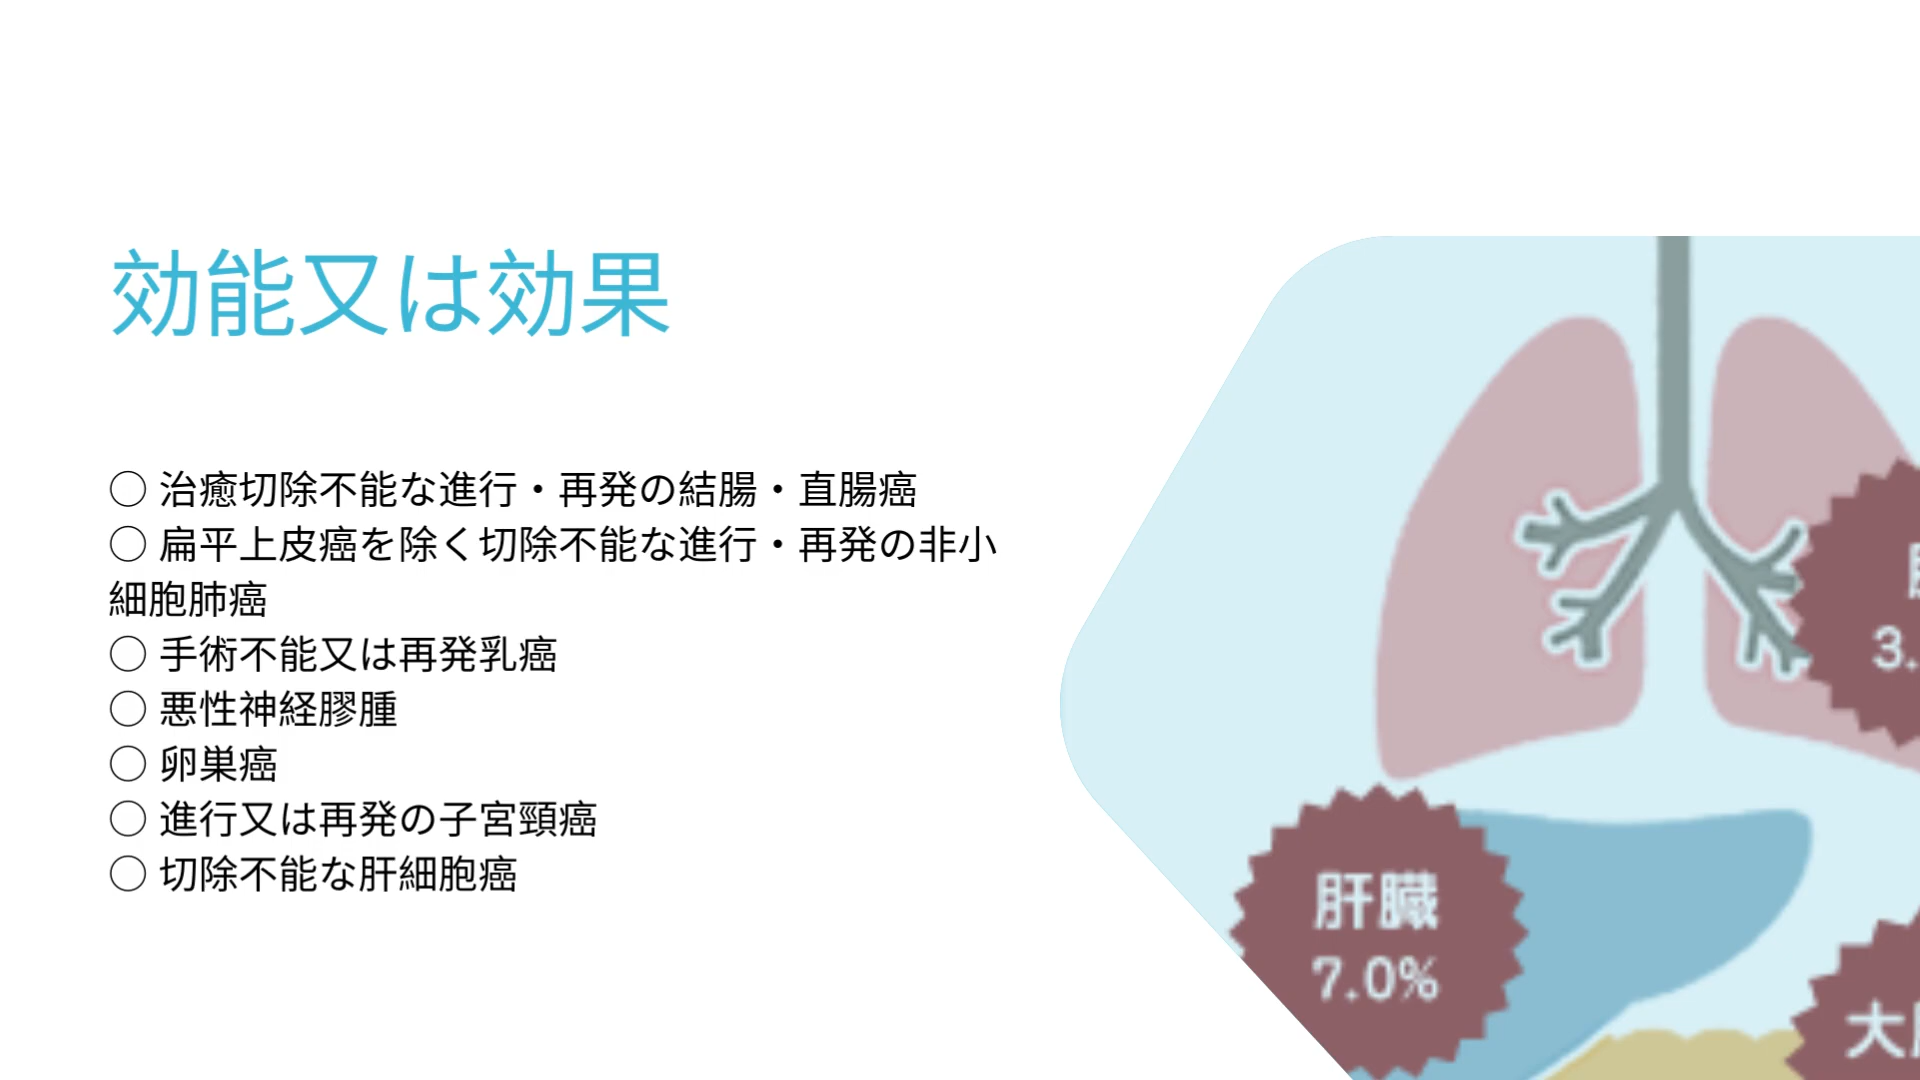 効能又は効果
○ 治癒切除不能な進行・再発の結腸・直腸癌
○ 扁平上皮癌を除く切除不能な進行・再発の非小
細胞肺癌
○ 手術不能又は再発乳癌
○ 悪性神経膠腫
○ 卵巣癌
○ 進行又は再発の子宮頸癌
○ 切除不能な肝細胞癌
3.
肝臓
7.0%
大